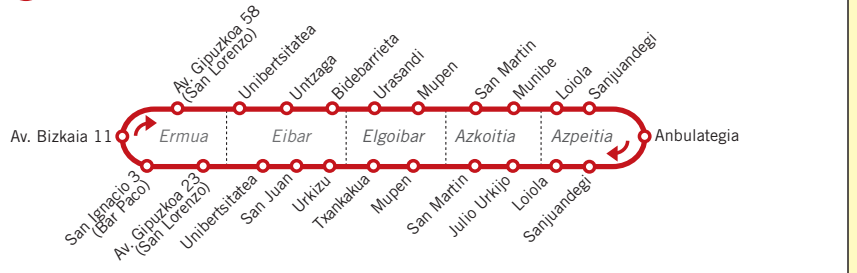 Av. Gipuzkoa 58
(San Lorenzo)
Unibertsitatea
Untzaga
Bidebarrieta
Urasandi
Mupen
San Martin
Munibe
Loiola
Sanjuandegi
Av. Bizkaia 11
Ermua
Eibar
Elgoibar
Azkoitia
Azpeitia
Anbulategia
San Ignacio 3
(Bar Paco)
Av. Gipuzkoa 23
(San Lorenzo)
Unibertsitatea
San Juan
Urkizu
Txankakua
Mupen
San Martin
Julio Urkijo
Loiola
Sanjuandegi